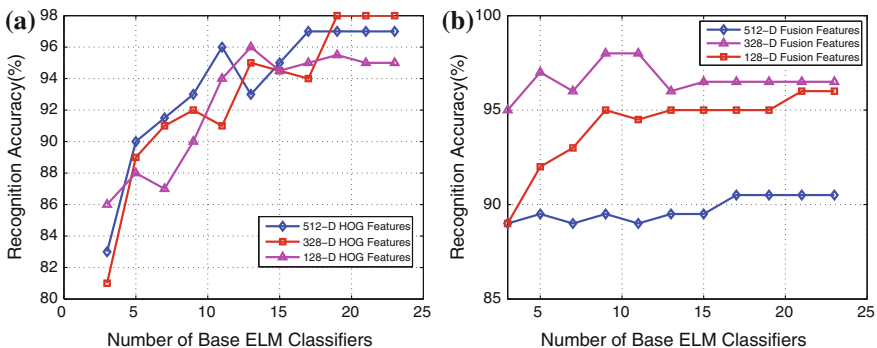 (a)
98
96
94
92
90
88
86
84
82
80
0
5
10
15
20
25
Recognition Accuracy(%)
Number of Base ELM Classifiers
512-D HOG Features
328-D HOG Features
128-D HOG Features
(b)
100
95
90
85
5
10
15
20
25
Recognition Accuracy(%)
Number of Base ELM Classifiers
512-D Fusion Features
328-D Fusion Features
128-D Fusion Features